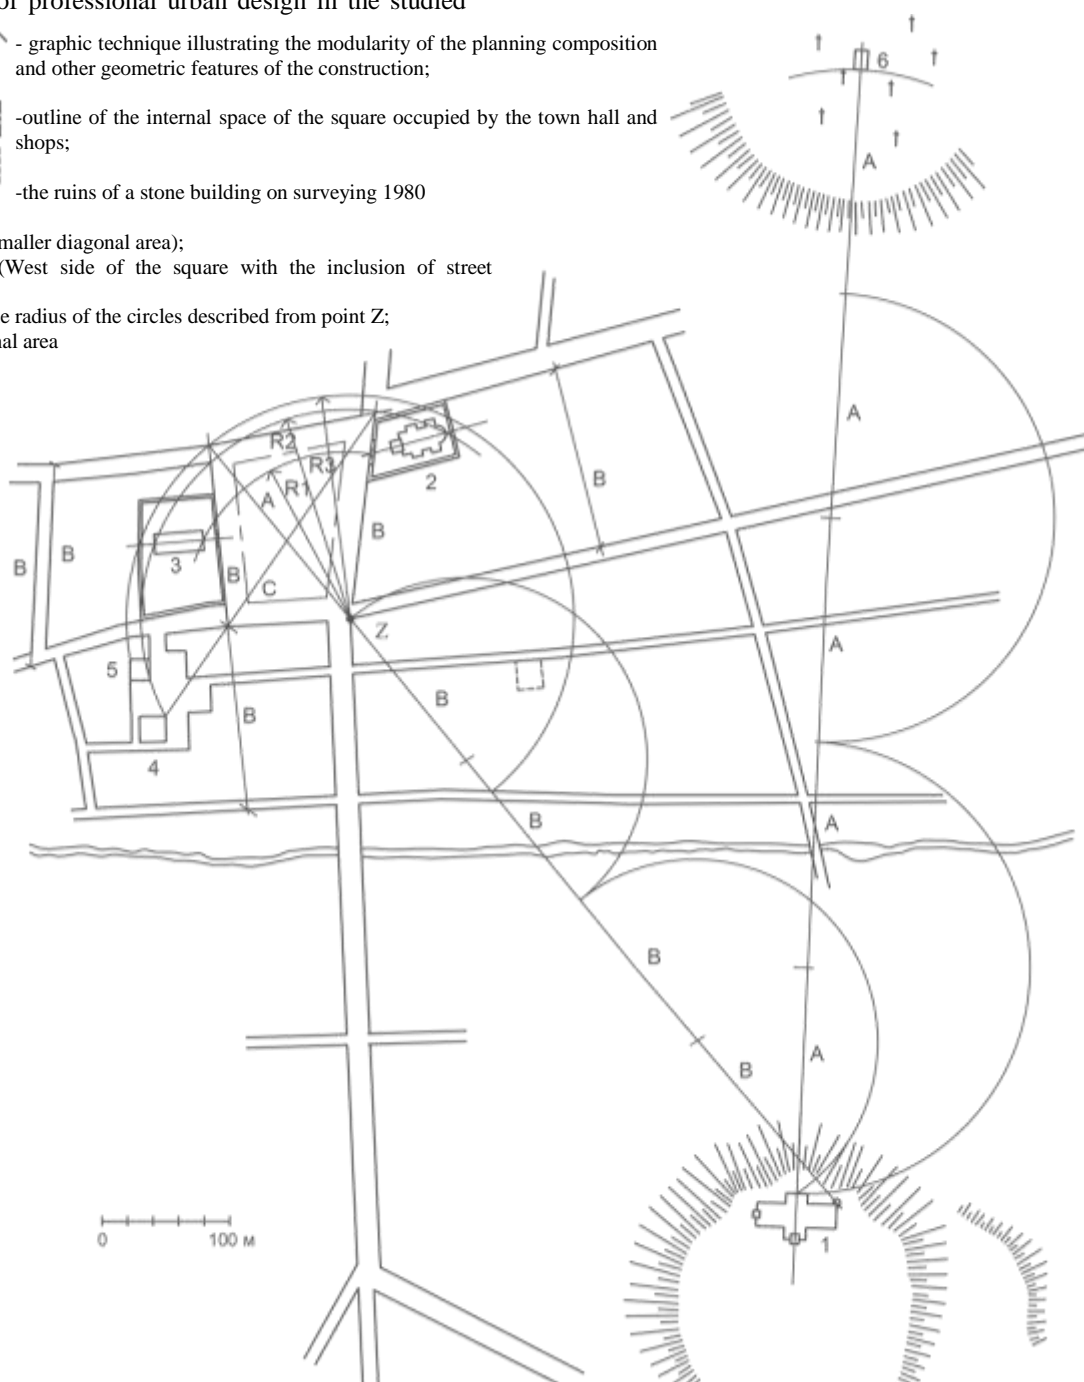 of professional urban design in the studied
- graphic technique illustrating the modularity of the planning composition
and other geometric features of the construction;
-outline of the internal space of the square occupied by the town hall and
shops;
-the ruins of a stone building on surveying 1980
maller diagonal area);
(West side of the square with the inclusion of street
e radius of the circles described from point Z;
nal area
6
A
A
R2
R3
R1
A
2
B
B
B
B
3
B
C
Z
A
5
B
B
4
B
A
B
B
A
1
0
100 м